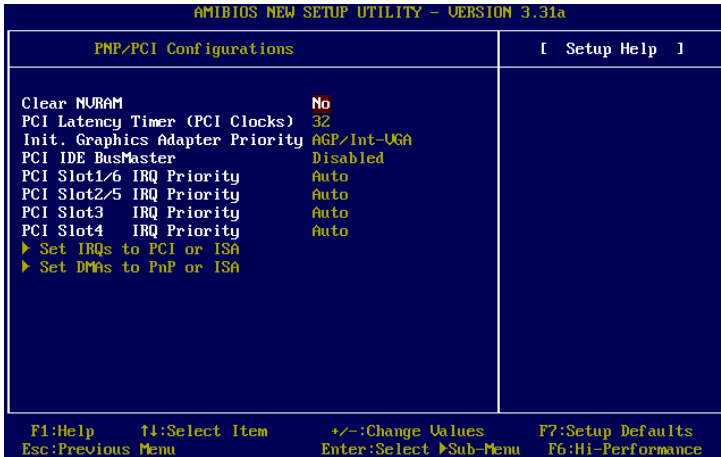 AMIBIOS NEW SETUP UTILITY - VERSION 3.31a
PNP/PCI Configurations
[ Setup Help ]
Clear NVRAM No
PCI Latency Timer (PCI Clocks) 32
Init. Graphics Adapter Priority AGP/Int-VGA
PCI IDE BusMaster Disabled
PCI Slot1/6 IRQ Priority Auto
PCI Slot2/5 IRQ Priority Auto
PCI Slot3 IRQ Priority Auto
PCI Slot4 IRQ Priority Auto
▶ Set IRQs to PCI or ISA
▶ Set DMAs to PnP or ISA
F1:Help ↑↓:Select Item +/-:Change Values F7:Setup Defaults
Esc:Previous Menu Enter:Select ▶Sub-Menu F6:Hi-Performance